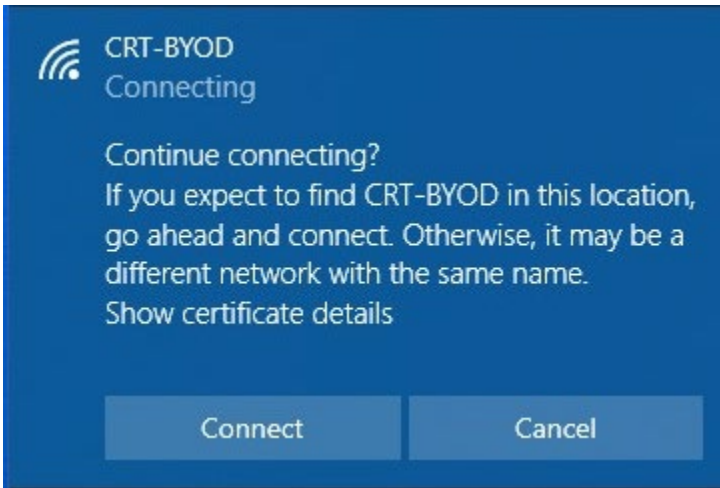 CRT-BYOD
Connecting
Continue connecting?
If you expect to find CRT-BYOD in this location,
go ahead and connect. Otherwise, it may be a
different network with the same name.
Show certificate details
Connect
Cancel